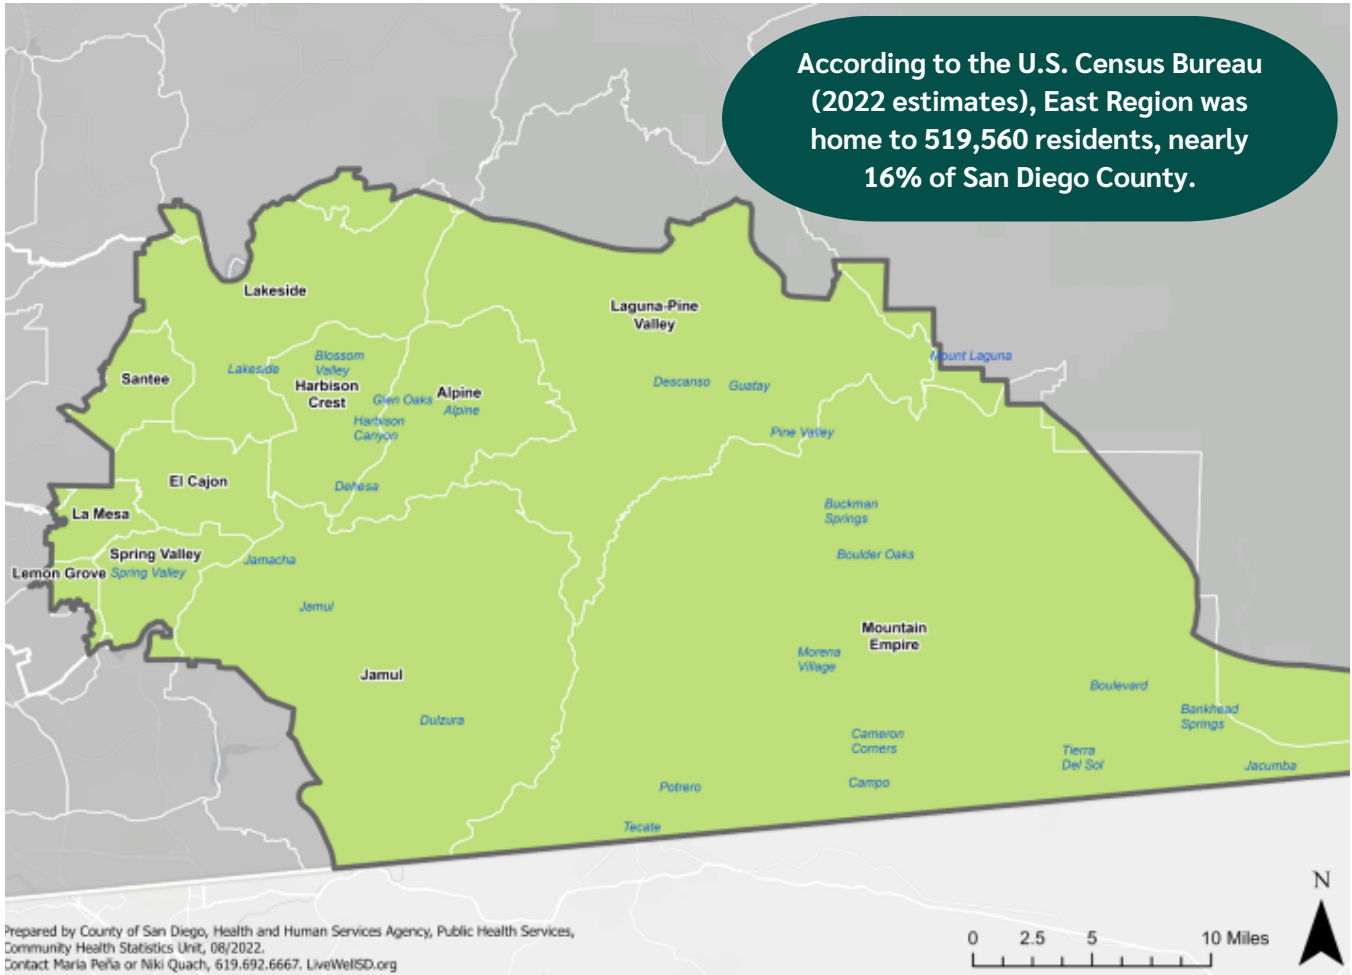 According to the U.S. Census Bureau
(2022 estimates), East Region was
home to 519,560 residents, nearly
16% of San Diego County.
Lakeside
Laguna-Pine
Valley
Santee
Lakeside
Blossom
Valley
Harbison
Crest
Glen Oaks
Alpine
Alpine
Harbison
Canyon
Descanso
Guatay
Mount Laguna
Pine Valley
El Cajon
Dehesa
La Mesa
Buckman
Springs
Spring Valley
Boulder Oaks
Lemon Grove
Spring Valley
Jamacha
Jamul
Mountain
Empire
Morena
Village
Jamul
Boulevard
Bankhead
Springs
Dulzura
Cameron
Corners
Tierra
Del Sol
Jacumba
Potrero
Campo
Tecate
N
0 2.5 5 10 Miles
Prepared by County of San Diego, Health and Human Services Agency, Public Health Services,
Community Health Statistics Unit, 08/2022.
Contact Maria Peña or Niki Quach, 619.692.6667. LiveWellSD.org